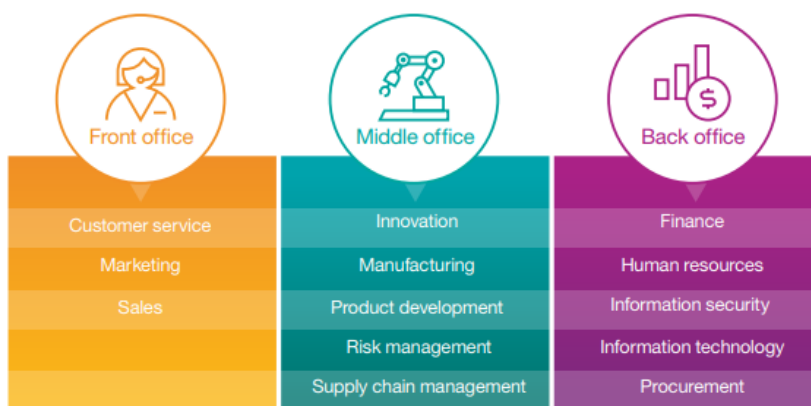 Front office
Customer service
Marketing
Sales
Middle office
Innovation
Manufacturing
Product development
Risk management
Supply chain management
$
Back office
Finance
Human resources
Information security
Information technology
Procurement